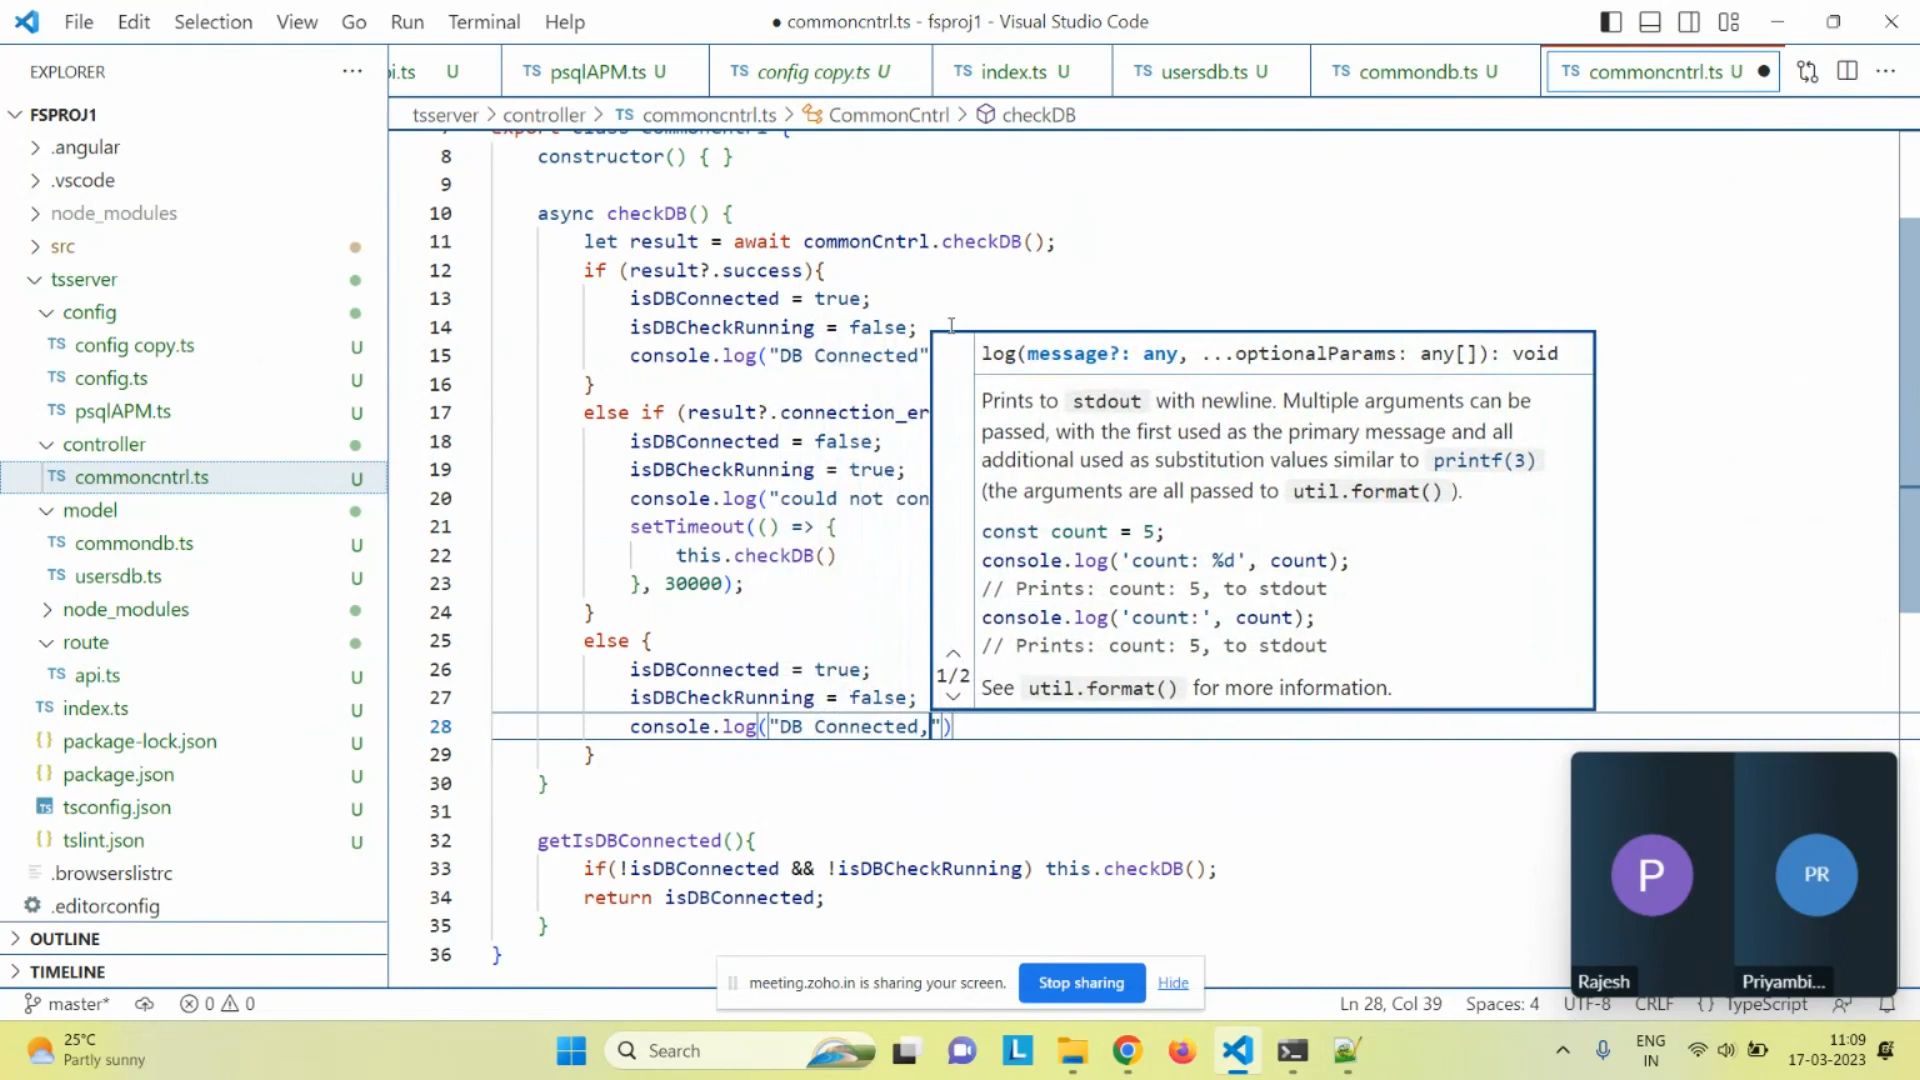 File Edit Selection View Go Run Terminal Help
● commoncntrl.ts - fsproj1 - Visual Studio Code
EXPLORER ···
pi.ts U
TS psqlAPM.ts U
TS config copy.ts U
TS index.ts U
TS usersdb.ts U
TS commondb.ts U
TS commoncntrl.ts U ●
tsserver > controller > TS commoncntrl.ts > CommonCntrl > checkDB
FSPROJ1
.angular
.vscode
node_modules
src
tsserver
config
TS config copy.ts U
TS config.ts U
TS psqlAPM.ts U
controller
TS commoncntrl.ts U
model
TS commondb.ts U
TS usersdb.ts U
node_modules
route
TS api.ts U
TS index.ts U
{} package-lock.json U
{} package.json U
TS tsconfig.json U
{} tslint.json U
.browserslistrc
.editorconfig
OUTLINE
TIMELINE
8 constructor() { }
9
10 async checkDB() {
11 let result = await commonCntrl.checkDB();
12 if (result?.success){
13 isDBConnected = true;
14 isDBCheckRunning = false;
15 console.log("DB Connected"
16 }
17 else if (result?.connection_er
18 isDBConnected = false;
19 isDBCheckRunning = true;
20 console.log("could not con
21 setTimeout(() => {
22 this.checkDB()
23 }, 30000);
24 }
25 else {
26 isDBConnected = true;
27 isDBCheckRunning = false;
28 console.log("DB Connected,")
29 }
30 }
31
32 getIsDBConnected(){
33 if(!isDBConnected && !isDBCheckRunning) this.checkDB();
34 return isDBConnected;
35 }
36 }
log(message?: any, ...optionalParams: any[]): void
Prints to stdout with newline. Multiple arguments can be
passed, with the first used as the primary message and all
additional used as substitution values similar to printf(3)
(the arguments are all passed to util.format() ).
const count = 5;
console.log('count: %d', count);
// Prints: count: 5, to stdout
console.log('count:', count);
// Prints: count: 5, to stdout
1/2
See util.format() for more information.
P
PR
Rajesh
Priyambi...
meeting.zoho.in is sharing your screen. Stop sharing Hide
master* 0 0
Ln 28, Col 39 Spaces: 4 UTF-8 CRLF {} TypeScript
25°C
Partly sunny
Search
L
ENG
IN
11:09
17-03-2023